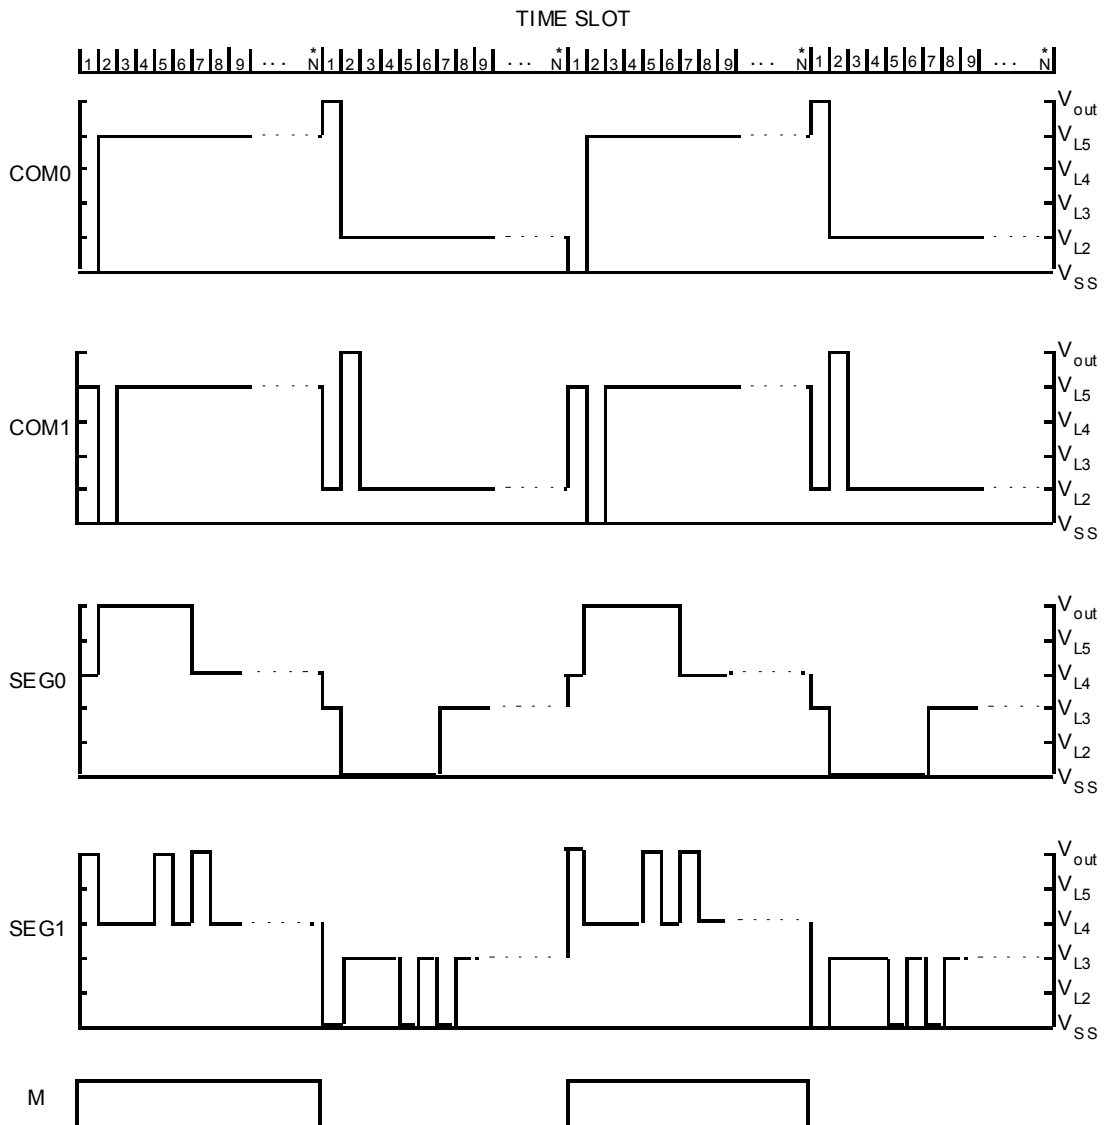 TIME SLOT
1 2 3 4 5 6 7 8 9 ... N* 1 2 3 4 5 6 7 8 9 ... N* 1 2 3 4 5 6 7 8 9 ... N* 1 2 3 4 5 6 7 8 9 ... N*
COM0
Vout
VL5
VL4
VL3
VL2
VSS
COM1
Vout
VL5
VL4
VL3
VL2
VSS
SEG0
Vout
VL5
VL4
VL3
VL2
VSS
SEG1
Vout
VL5
VL4
VL3
VL2
VSS
M